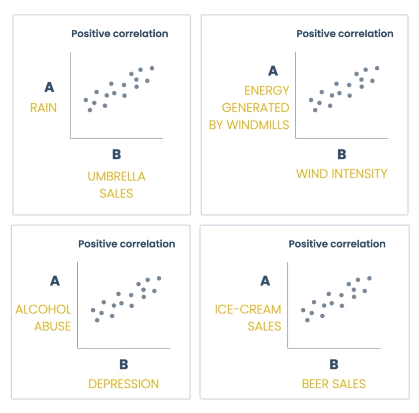 Positive correlation
A
RAIN
B
UMBRELLA
SALES
Positive correlation
A
ENERGY
GENERATED
BY WINDMILLS
B
WIND INTENSITY
Positive correlation
A
ALCOHOL
ABUSE
B
DEPRESSION
Positive correlation
A
ICE-CREAM
SALES
B
BEER SALES